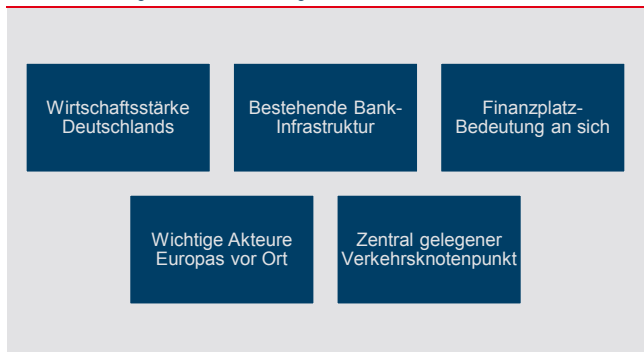 Wirtschaftsstärke
Deutschlands
Bestehende Bank-
Infrastruktur
Finanzplatz-
Bedeutung an sich
Wichtige Akteure
Europas vor Ort
Zentral gelegener
Verkehrsknotenpunkt